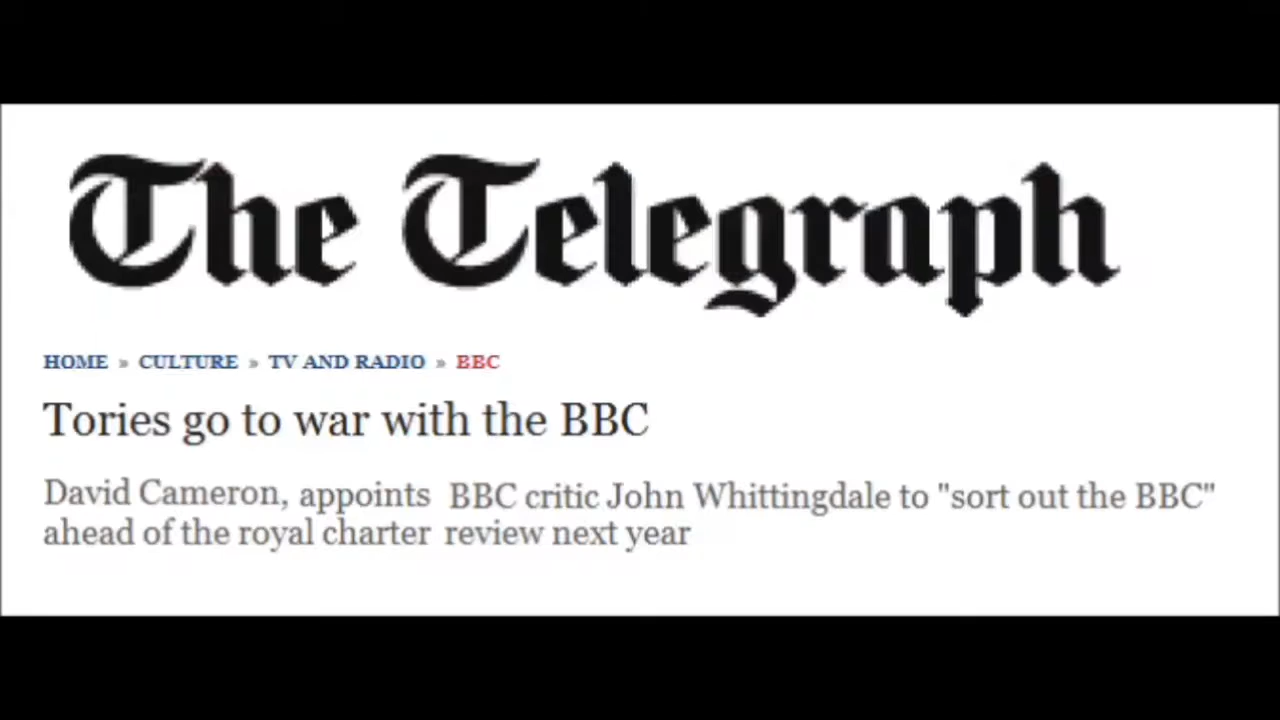 The Telegraph
HOME » CULTURE » TV AND RADIO » BBC
Tories go to war with the BBC
David Cameron, appoints BBC critic John Whittingdale to "sort out the BBC"
ahead of the royal charter review next year